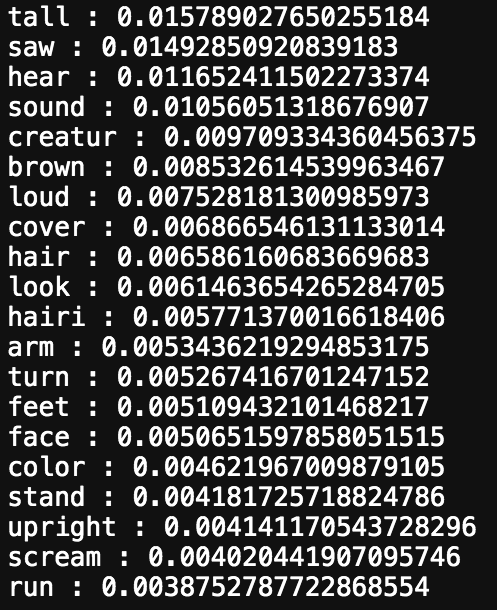 tall : 0.015789027650255184
saw : 0.01492850920839183
hear : 0.011652411502273374
sound : 0.01056051318676907
creatur : 0.009709334360456375
brown : 0.008532614539963467
loud : 0.007528181300985973
cover : 0.006866546131133014
hair : 0.006586160683669683
look : 0.0061463654265284705
hairi : 0.005771370016618406
arm : 0.0053436219294853175
turn : 0.005267416701247152
feet : 0.005109432101468217
face : 0.0050651597858051515
color : 0.004621967009879105
stand : 0.004181725718824786
upright : 0.004141170543728296
scream : 0.004020441907095746
run : 0.0038752787722868554